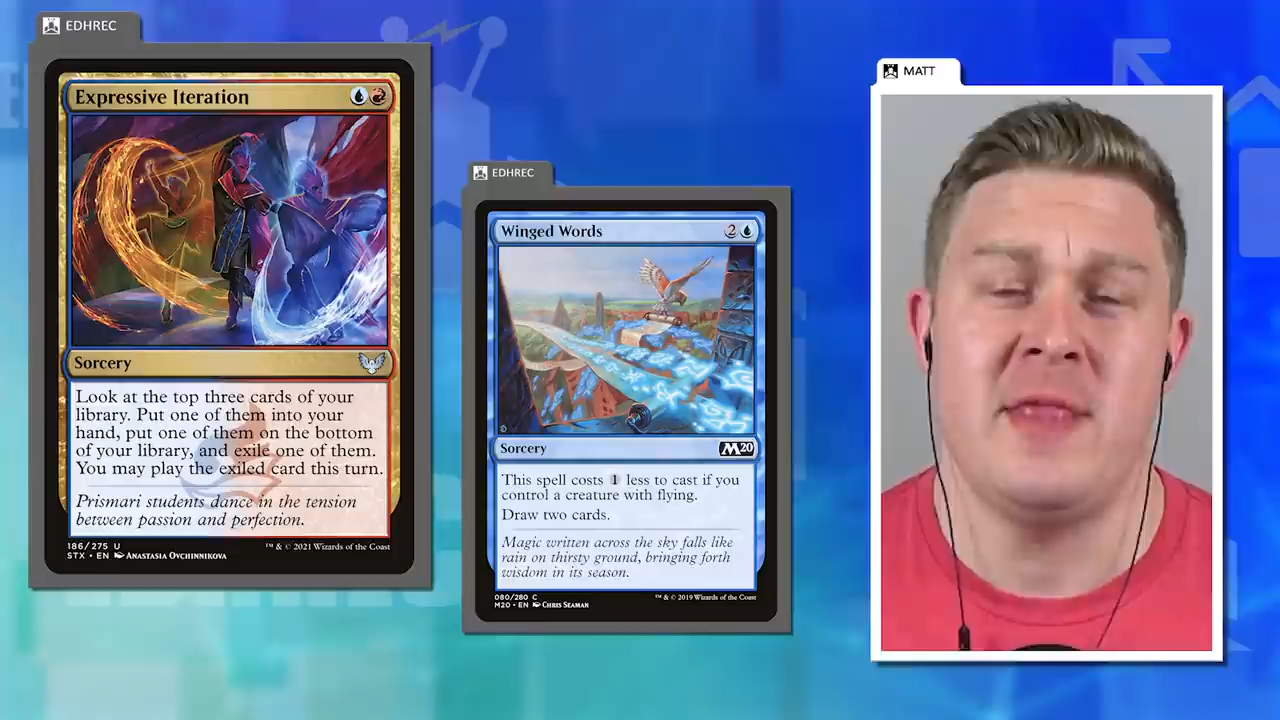 EDHREC
Expressive Iteration
Sorcery
Look at the top three cards of your
library. Put one of them into your
hand, put one of them on the bottom
of your library, and exile one of them.
You may play the exiled card this turn.
Prismari students dance in the tension
between passion and perfection.
186/275 U
STX • EN Anastasia Ovchinnikova
™ & © 2021 Wizards of the Coast
EDHREC
Winged Words
2
Sorcery
M20
This spell costs 1 less to cast if you
control a creature with flying.
Draw two cards.
Magic written across the sky falls like
rain on thirsty ground, bringing forth
wisdom in its season.
080/280 C
M20 • EN Chris Seaman
™ & © 2019 Wizards of the Coast
MATT